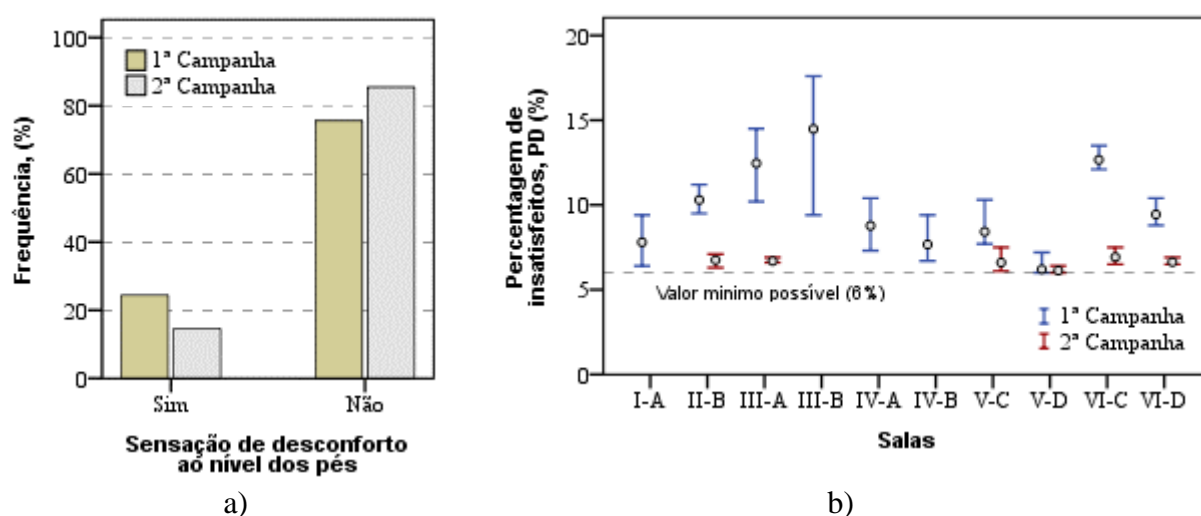 100
80
60
40
20
0
Frequência, (%)
1ª Campanha
2ª Campanha
Sim
Não
Sensação de desconforto
ao nível dos pés
a)
20
15
10
5
0
Percentagem de
insatisfeitos, PD (%)
Valor minimo possível (6%)
1ª Campanha
2ª Campanha
I-A II-B III-A III-B IV-A IV-B V-C V-D VI-C VI-D
Salas
b)